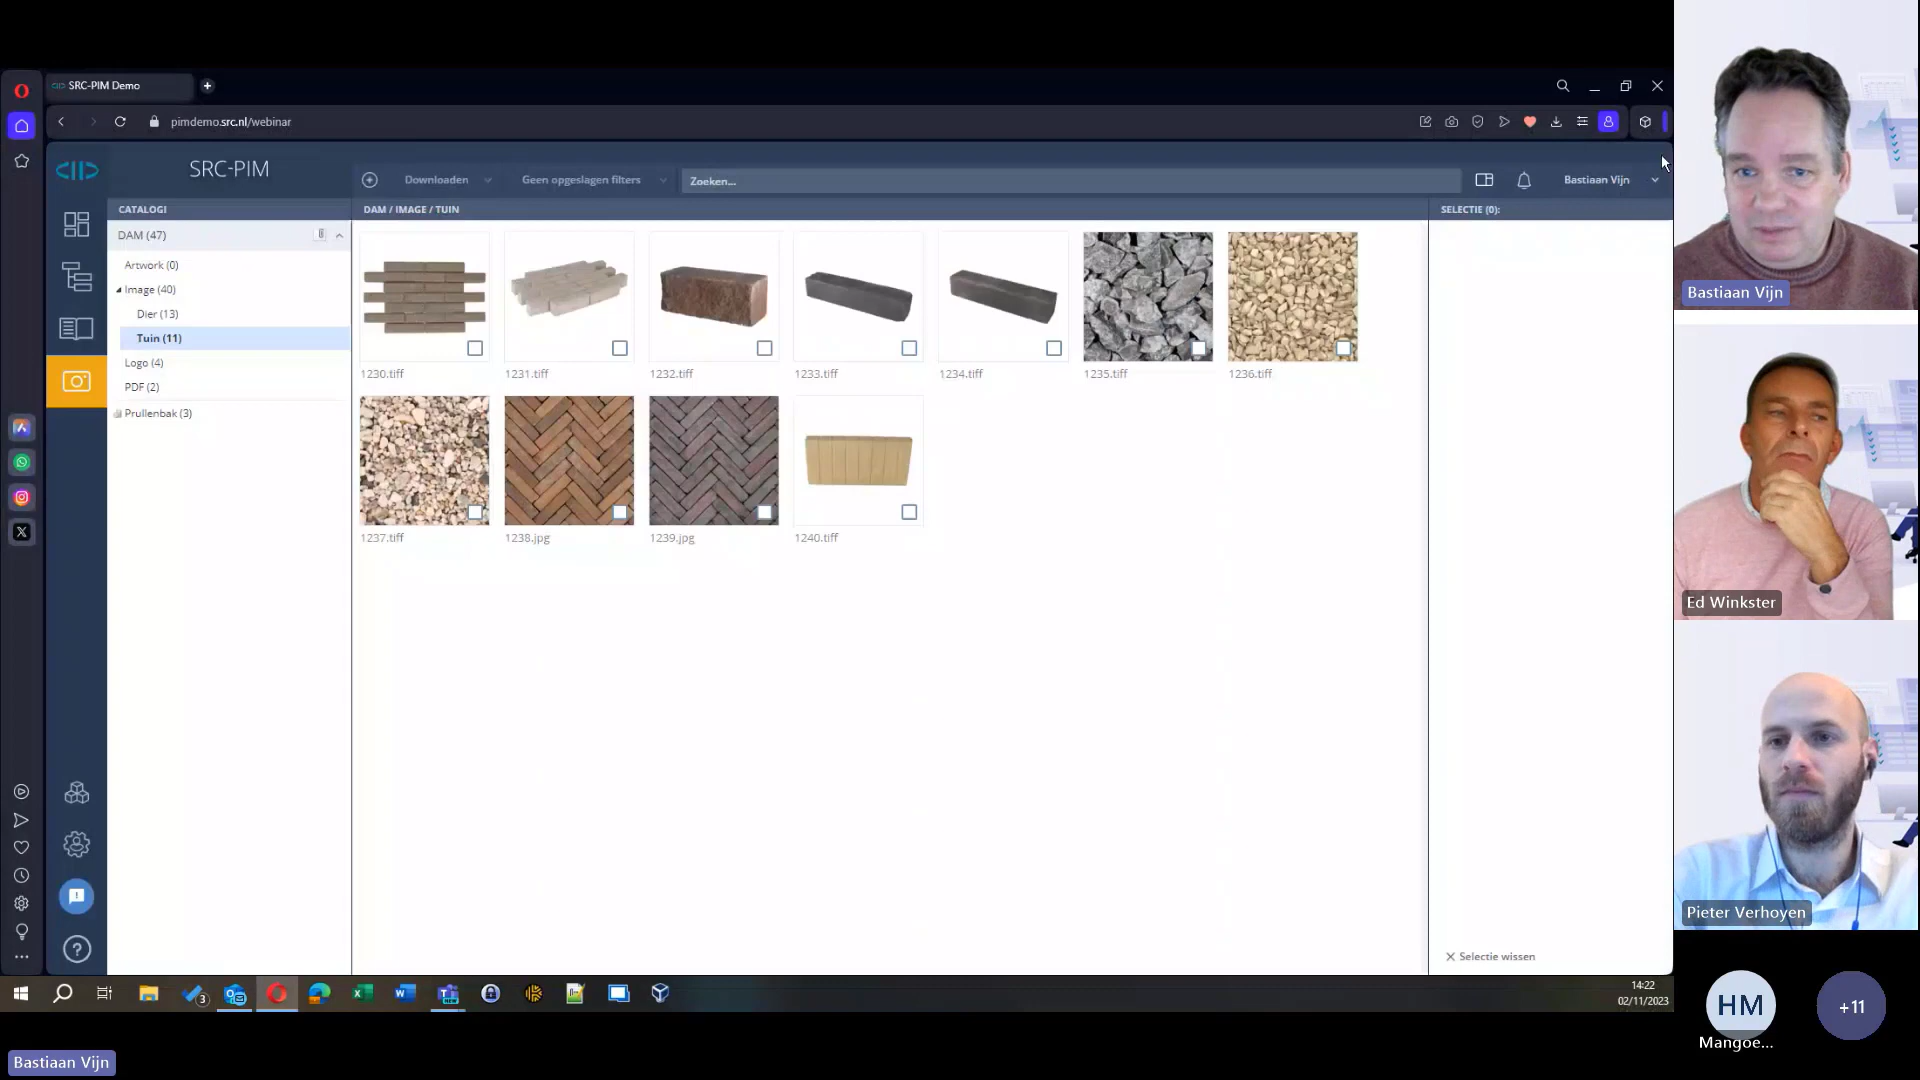 SRC-PIM Demo
pimdemo.src.nl/webinar
SRC-PIM
Downloaden
Geen opgeslagen filters
Zoeken...
Bastiaan Vijn
CATALOGI
DAM / IMAGE / TUIN
SELECTIE (0):
DAM (47)
Artwork (0)
Image (40)
Dier (13)
Tuin (11)
Logo (4)
PDF (2)
Prullenbak (3)
1230.tiff
1231.tiff
1232.tiff
1233.tiff
1234.tiff
1235.tiff
1236.tiff
1237.tiff
1238.jpg
1239.jpg
1240.tiff
Selectie wissen
3
14:22
02/11/2023
Bastiaan Vijn
Ed Winkster
Pieter Verhoyen
HM
Mangoe...
+11
Bastiaan Vijn